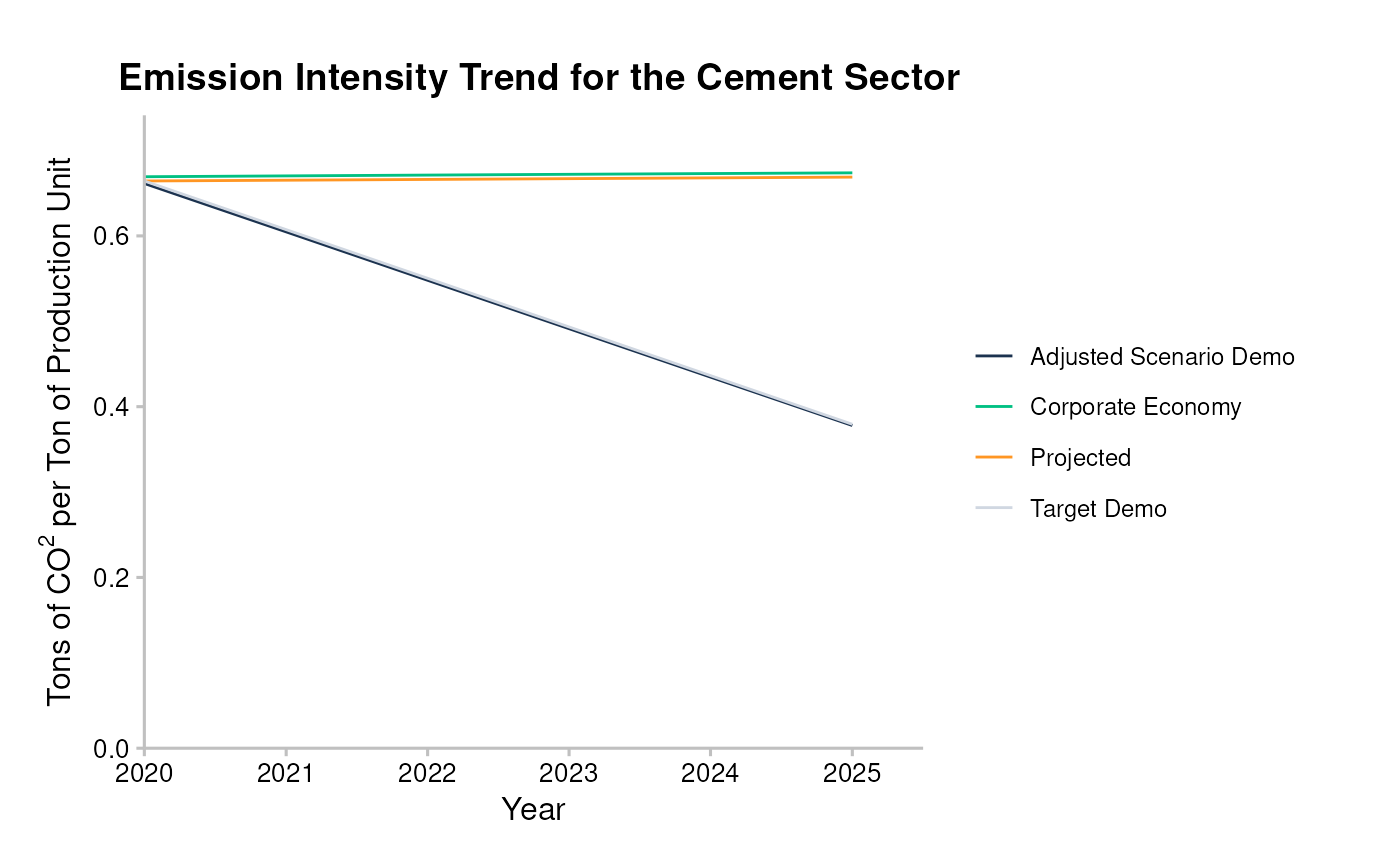 Emission Intensity Trend for the Cement Sector
Tons of CO² per Ton of Production Unit
0.6
0.4
0.2
0.0
2020 2021 2022 2023 2024 2025
Year
Adjusted Scenario Demo
Corporate Economy
Projected
Target Demo